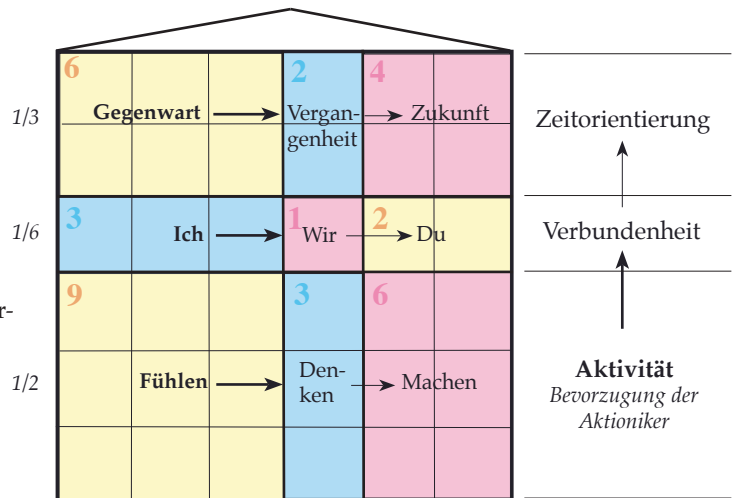 6 2 4
1/3 Gegenwart Vergan-
genheit Zukunft Zeitorientierung
3 1 2
1/6 Ich Wir Du Verbundenheit
9 3 6
r-
1/2 Fühlen Den-
ken Machen Aktivität
Bevorzugung der
Aktioniker